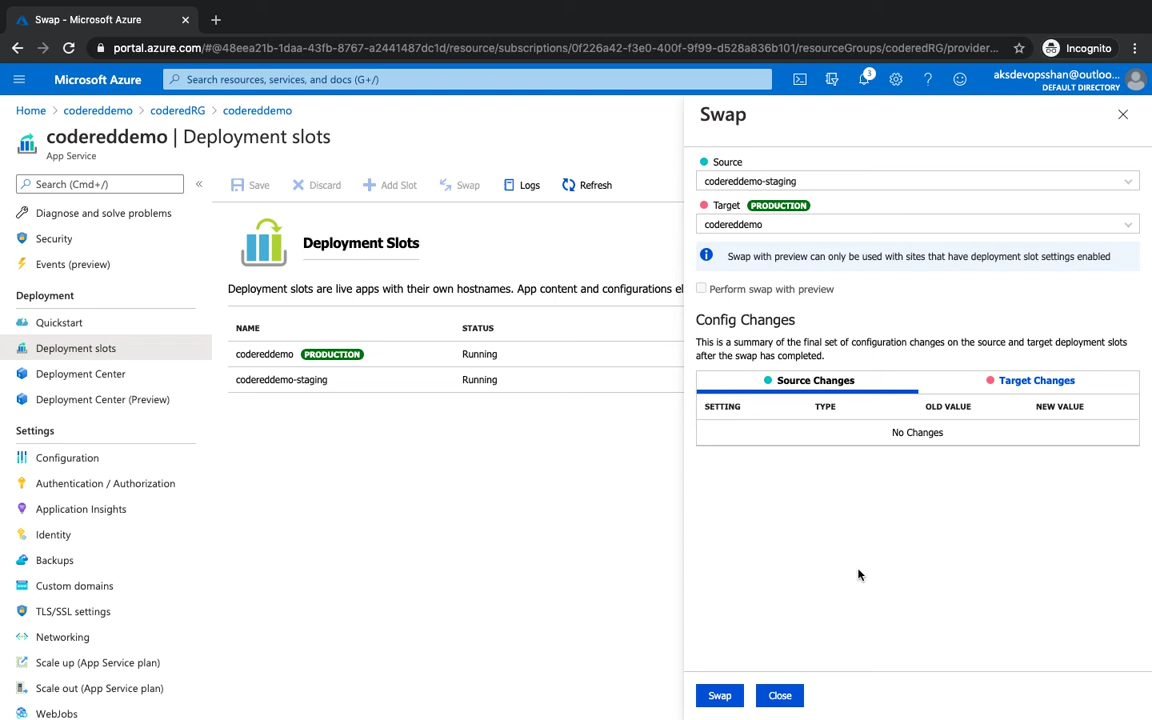 Swap - Microsoft Azure
portal.azure.com/#@48eea21b-1daa-43fb-8767-a2441487dc1d/resource/subscriptions/0f226a42-f3e0-400f-9f99-d528a836b101/resourceGroups/coderedRG/provider...
Incognito
Microsoft Azure
Search resources, services, and docs (G+/)
3
aksdevopsshan@outloo...
DEFAULT DIRECTORY
Home > codereddemo > coderedRG > codereddemo
codereddemo | Deployment slots
App Service
Search (Cmd+/)
«
Save
Discard
Add Slot
Swap
Logs
Refresh
Diagnose and solve problems
Security
Events (preview)
Deployment
Quickstart
Deployment slots
Deployment Center
Deployment Center (Preview)
Settings
Configuration
Authentication / Authorization
Application Insights
Identity
Backups
Custom domains
TLS/SSL settings
Networking
Scale up (App Service plan)
Scale out (App Service plan)
WebJobs
Deployment Slots
Deployment slots are live apps with their own hostnames. App content and configurations el
NAME STATUS
codereddemo PRODUCTION Running
codereddemo-staging Running
Swap
Source
codereddemo-staging
Target PRODUCTION
codereddemo
Swap with preview can only be used with sites that have deployment slot settings enabled
Perform swap with preview
Config Changes
This is a summary of the final set of configuration changes on the source and target deployment slots
after the swap has completed.
Source Changes Target Changes
SETTING TYPE OLD VALUE NEW VALUE
No Changes
Swap Close